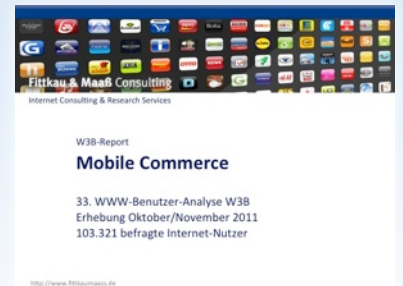 Fittkau & Maaß Consulting
Internet Consulting & Research Services
W3B-Report
Mobile Commerce
33. WWW-Benutzer-Analyse W3B
Erhebung Oktober/November 2011
103.321 befragte Internet-Nutzer
http://www.fittkaumaass.de